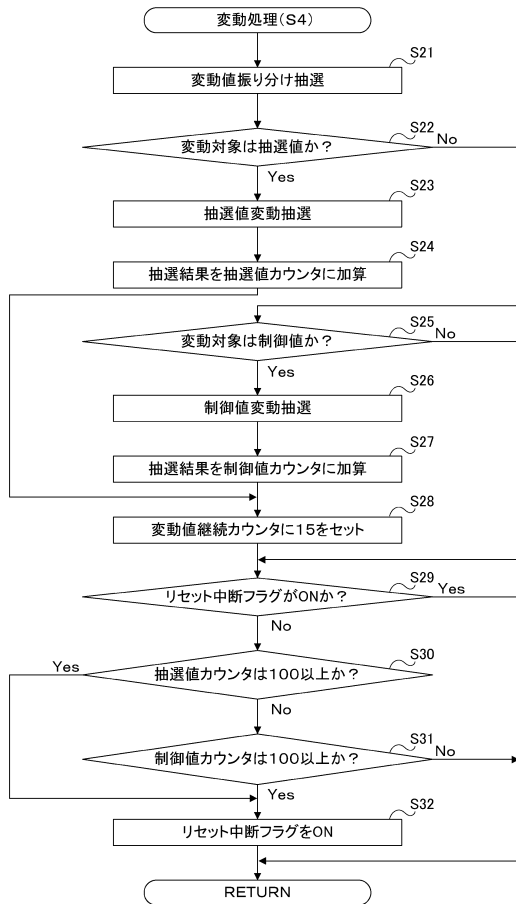 変動処理(S4)
S21
変動値振り分け抽選
S22
変動対象は抽選値か？
No
Yes
S23
抽選値変動抽選
S24
抽選結果を抽選値カウンタに加算
S25
変動対象は制御値か？
No
Yes
S26
制御値変動抽選
S27
抽選結果を制御値カウンタに加算
S28
変動値継続カウンタに15をセット
S29
リセット中断フラグがONか？
Yes
No
S30
Yes
抽選値カウンタは100以上か？
No
S31
制御値カウンタは100以上か？
No
Yes
S32
リセット中断フラグをON
RETURN